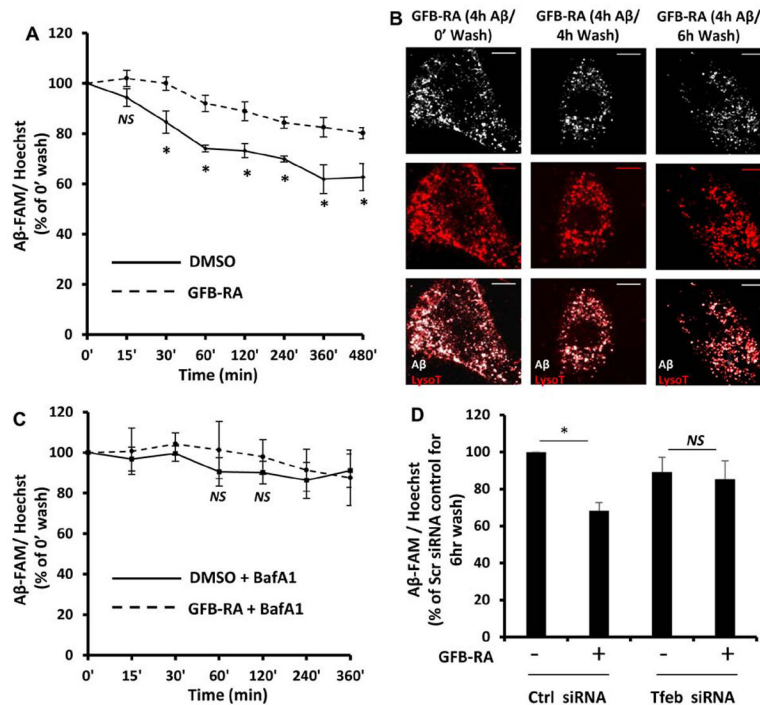 A
Aβ-FAM/ Hoechst
(% of 0' wash)
120
100
80
60
40
20
0
NS
*
*
*
*
*
*
DMSO
GFB-RA
0' 15' 30' 60' 120' 240' 360' 480'
Time (min)
B
GFB-RA (4h Aβ/
0' Wash)
GFB-RA (4h Aβ/
4h Wash)
GFB-RA (4h Aβ/
6h Wash)
Aβ
LysoT
Aβ
LysoT
Aβ
LysoT
C
Aβ-FAM / Hoechst
(% of 0' wash)
120
100
80
60
40
20
0
NS NS
DMSO + BafA1
GFB-RA + BafA1
0' 15' 30' 60' 120' 240' 360'
Time (min)
D
Aβ-FAM / Hoechst
(% of Scr siRNA control for
6hr wash)
120
100
80
60
40
20
0
*
NS
GFB-RA - + - +
Ctrl siRNA Tfeb siRNA